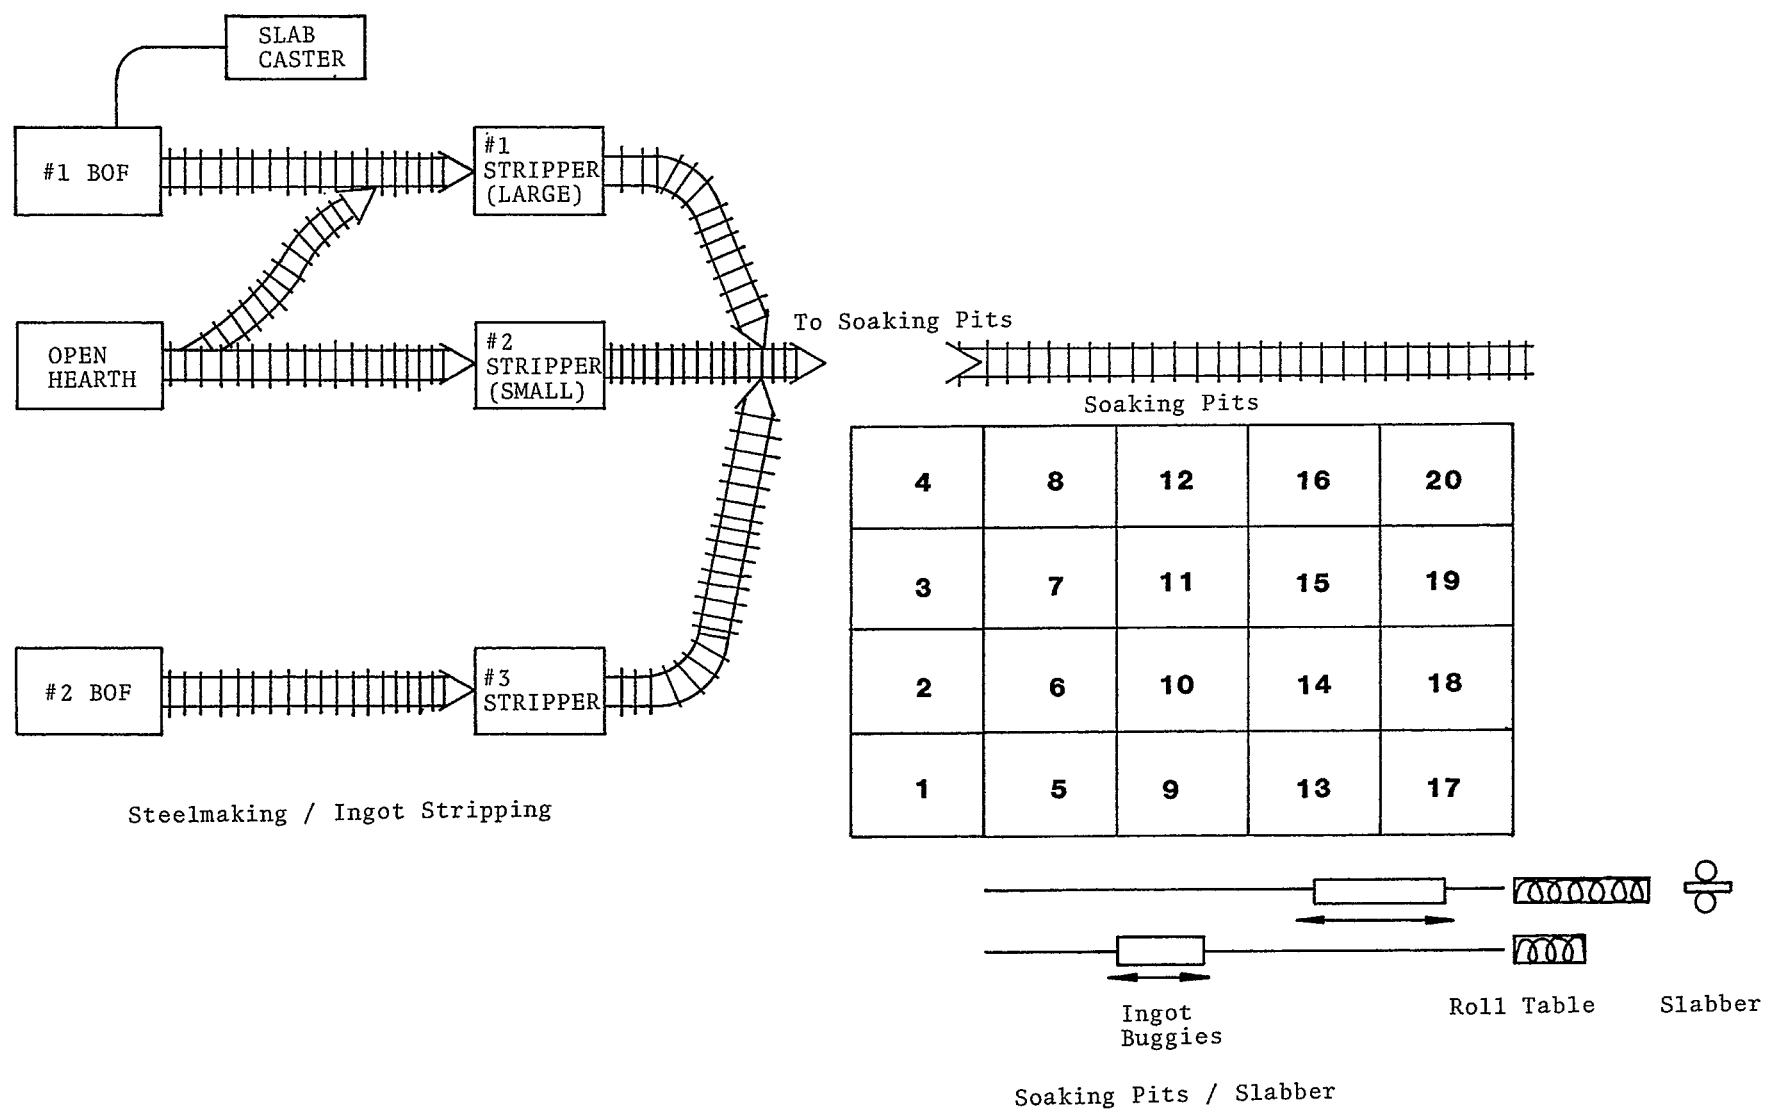 SLAB
CASTER
#1 BOF
#1
STRIPPER
(LARGE)
OPEN
HEARTH
#2
STRIPPER
(SMALL)
To Soaking Pits
Soaking Pits
4 8 12 16 20
3 7 11 15 19
2 6 10 14 18
1 5 9 13 17
#2 BOF
#3
STRIPPER
Steelmaking / Ingot Stripping
Ingot
Buggies
Roll Table
Slabber
Soaking Pits / Slabber